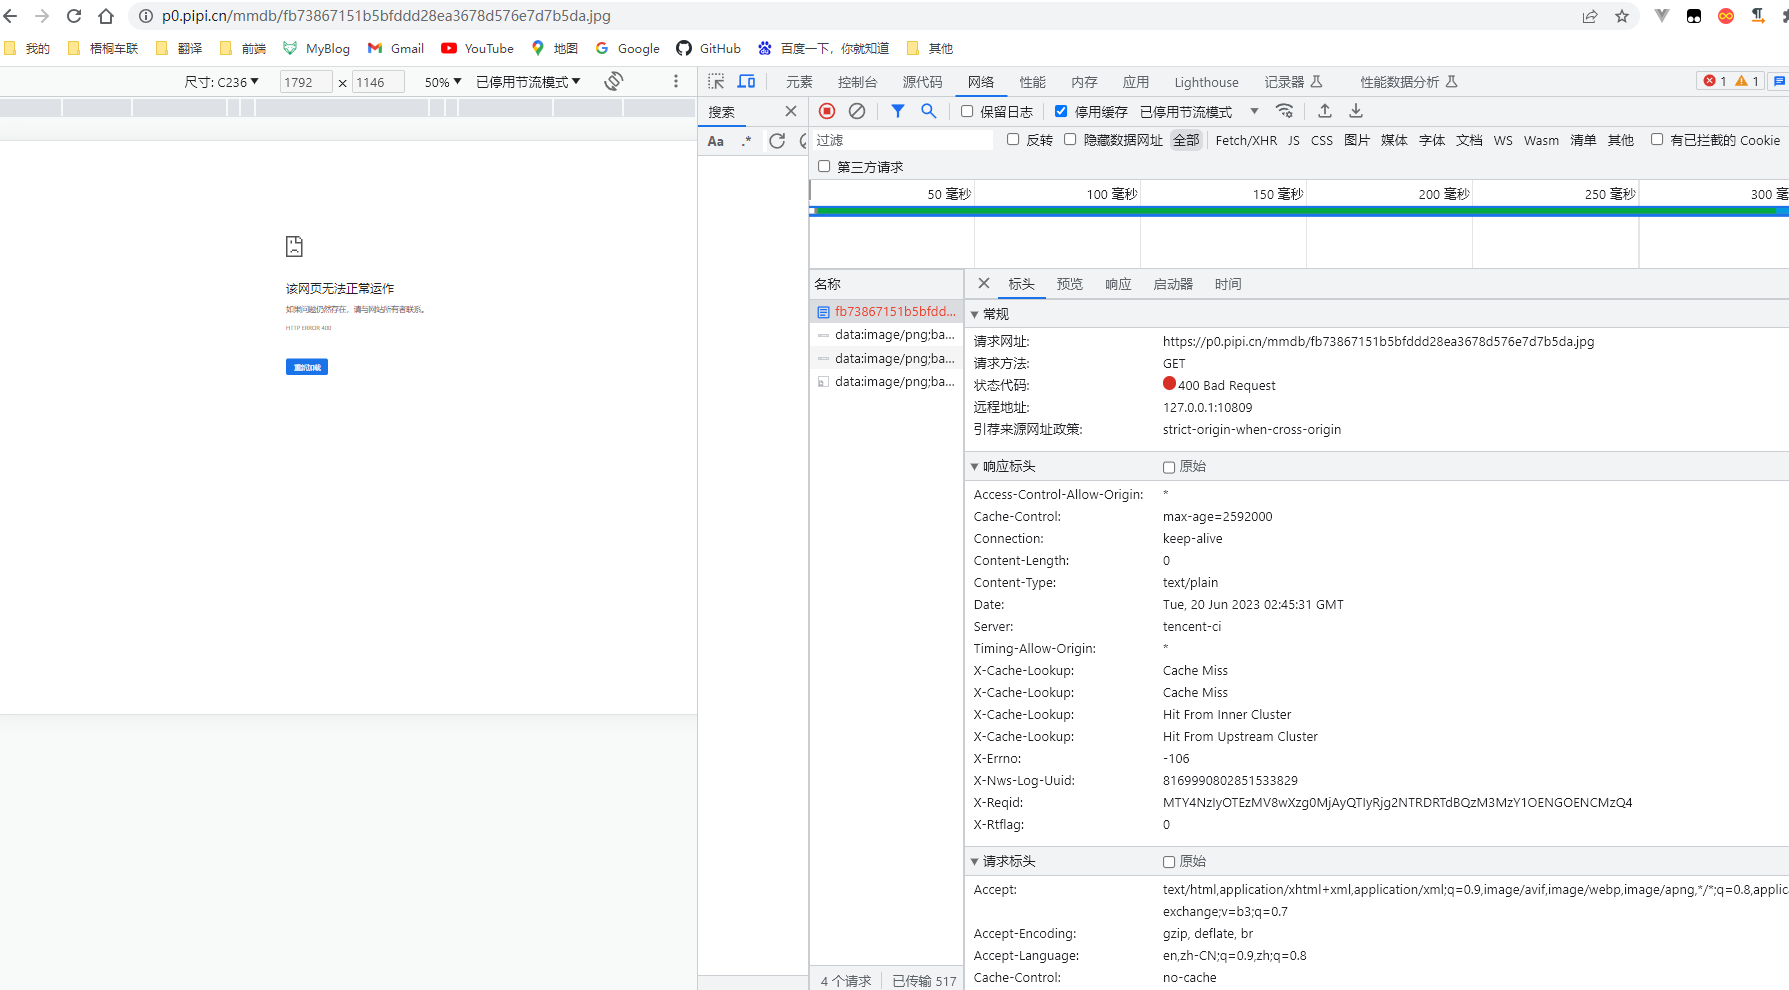 p0.pipi.cn/mmdb/fb73867151b5bfddd28ea3678d576e7d7b5da.jpg
我的 梧桐车联 翻译 前端 MyBlog Gmail YouTube 地图 Google GitHub 百度一下，你就知道 其他
尺寸: C236 1792 × 1146 50% 已停用节流模式
元素 控制台 源代码 网络 性能 内存 应用 Lighthouse 记录器 性能数据分析 1 1
搜索
保留日志 停用缓存 已停用节流模式
Aa .*
过滤 反转 隐藏数据网址 全部 Fetch/XHR JS CSS 图片 媒体 字体 文档 WS Wasm 清单 其他 有已拦截的 Cookie
第三方请求
50 毫秒 100 毫秒 150 毫秒 200 毫秒 250 毫秒 300 毫
该网页无法正常运作
如果问题仍然存在，请与网站所有者联系。
HTTP ERROR 400
重新加载
名称
fb73867151b5bfdd...
data:image/png;ba...
data:image/png;ba...
data:image/png;ba...
4 个请求 已传输 517
标头 预览 响应 启动器 时间
常规
请求网址: https://p0.pipi.cn/mmdb/fb73867151b5bfddd28ea3678d576e7d7b5da.jpg
请求方法: GET
状态代码: 400 Bad Request
远程地址: 127.0.0.1:10809
引荐来源网址政策: strict-origin-when-cross-origin
响应标头 原始
Access-Control-Allow-Origin: *
Cache-Control: max-age=2592000
Connection: keep-alive
Content-Length: 0
Content-Type: text/plain
Date: Tue, 20 Jun 2023 02:45:31 GMT
Server: tencent-ci
Timing-Allow-Origin: *
X-Cache-Lookup: Cache Miss
X-Cache-Lookup: Cache Miss
X-Cache-Lookup: Hit From Inner Cluster
X-Cache-Lookup: Hit From Upstream Cluster
X-Errno: -106
X-Nws-Log-Uuid: 8169990802851533829
X-Reqid: MTY4NzIyOTEzMV8wXzg0MjAyQTIyRjg2NTRDRTdBQzM3MzY1OENGOENCMzQ4
X-Rtflag: 0
请求标头 原始
Accept: text/html,application/xhtml+xml,application/xml;q=0.9,image/avif,image/webp,image/apng,*/*;q=0.8,applic
exchange;v=b3;q=0.7
Accept-Encoding: gzip, deflate, br
Accept-Language: en,zh-CN;q=0.9,zh;q=0.8
Cache-Control: no-cache